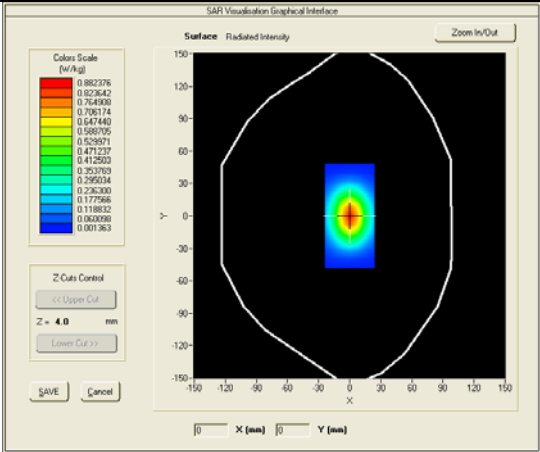 SAR Visualisation Graphical Interface
Surface Radiated Intensity
Zoom In/Out
Colors Scale
(W/kg)
0.882376
0.823642
0.764908
0.706174
0.647440
0.588705
0.529971
0.471237
0.412503
0.353769
0.295034
0.236300
0.177566
0.118832
0.060098
0.001363
150
120
90
60
30
0
-30
-60
-90
-120
-150
Y
-150 -120 -90 -60 -30 0 30 60 90 120 150
X
Z-Cuts Control
<< Upper Cut
Z = 4.0 mm
Lower Cut >>
SAVE Cancel
0 X (mm) 0 Y (mm)